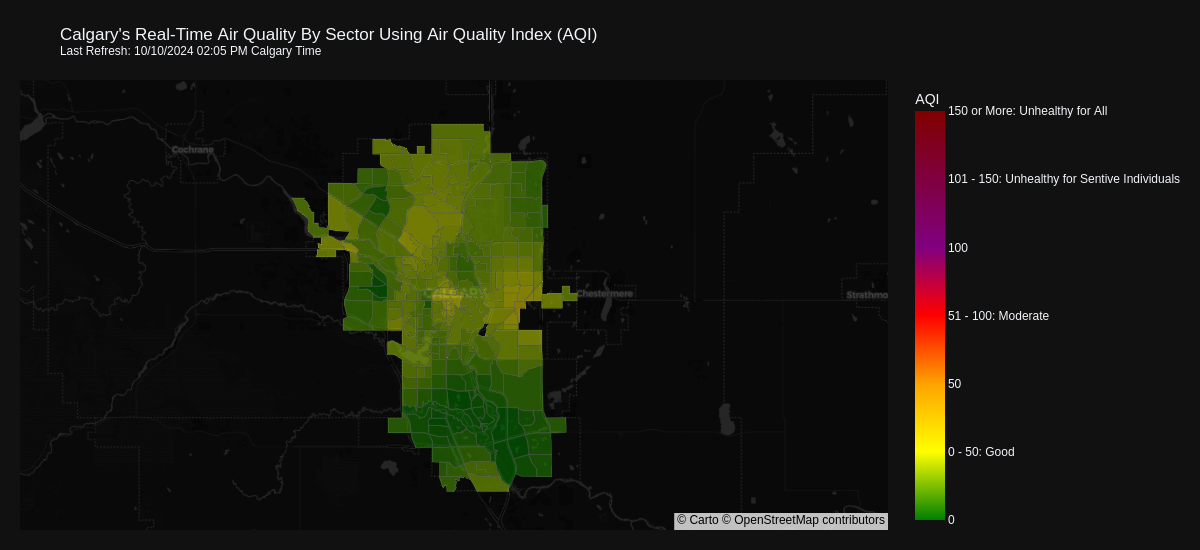 Calgary's Real-Time Air Quality By Sector Using Air Quality Index (AQI)
Last Refresh: 10/10/2024 02:05 PM Calgary Time
AQI
150 or More: Unhealthy for All
Cochrane
101 - 150: Unhealthy for Sentive Individuals
100
CALGARY
Chestermere
Strathmo
51 - 100: Moderate
50
0 - 50: Good
0
© Carto © OpenStreetMap contributors